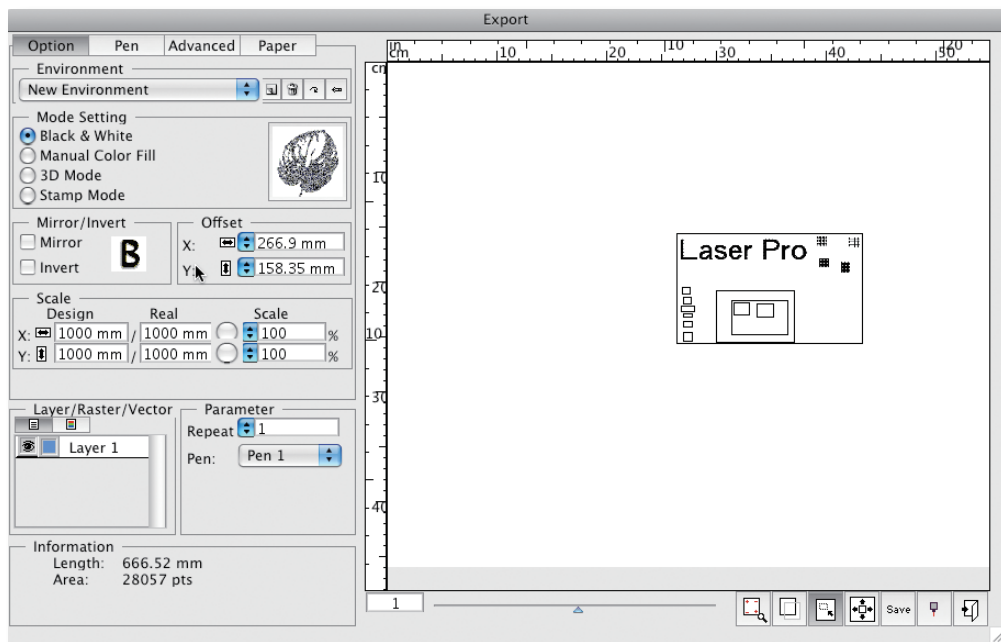 Export
Option Pen Advanced Paper
Environment
New Environment
Mode Setting
Black & White
Manual Color Fill
3D Mode
Stamp Mode
Mirror/Invert
Mirror
Invert
B
Offset
X: 266.9 mm
Y: 158.35 mm
Scale
Design Real Scale
X: 1000 mm / 1000 mm 100 %
Y: 1000 mm / 1000 mm 100 %
Layer/Raster/Vector
Layer 1
Parameter
Repeat 1
Pen: Pen 1
Information
Length: 666.52 mm
Area: 28057 pts
cm 10 20 10 30 40 50
cm
10
20
10
30
40
Laser Pro
1
Save